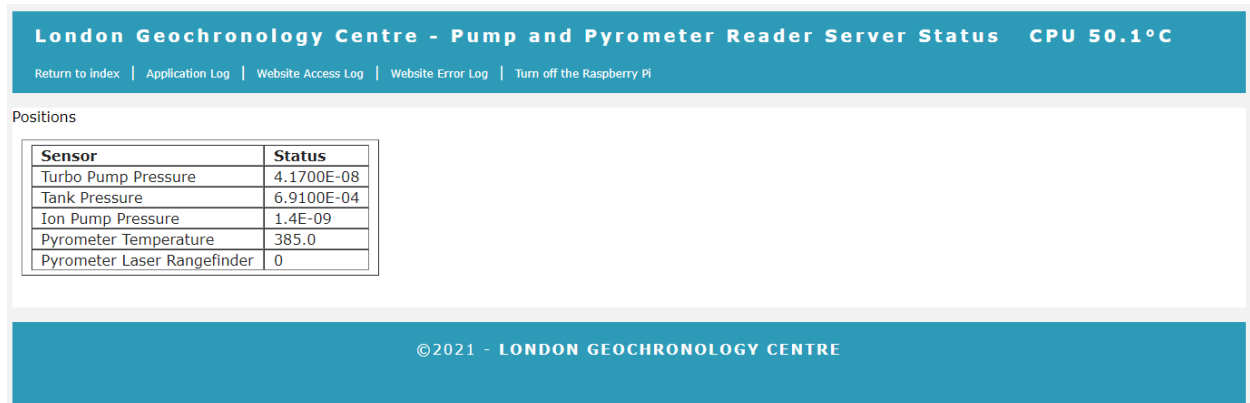 London Geochronology Centre - Pump and Pyrometer Reader Server Status CPU 50.1°C
Return to index | Application Log | Website Access Log | Website Error Log | Turn off the Raspberry Pi
Positions
Sensor Status
Turbo Pump Pressure 4.1700E-08
Tank Pressure 6.9100E-04
Ion Pump Pressure 1.4E-09
Pyrometer Temperature 385.0
Pyrometer Laser Rangefinder 0
©2021 - LONDON GEOCHRONOLOGY CENTRE